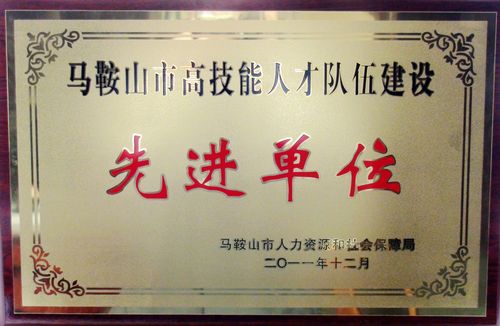 马鞍山市高技能人才队伍建设
先进单位
马鞍山市人力资源和社会保障局
二〇一一年十二月